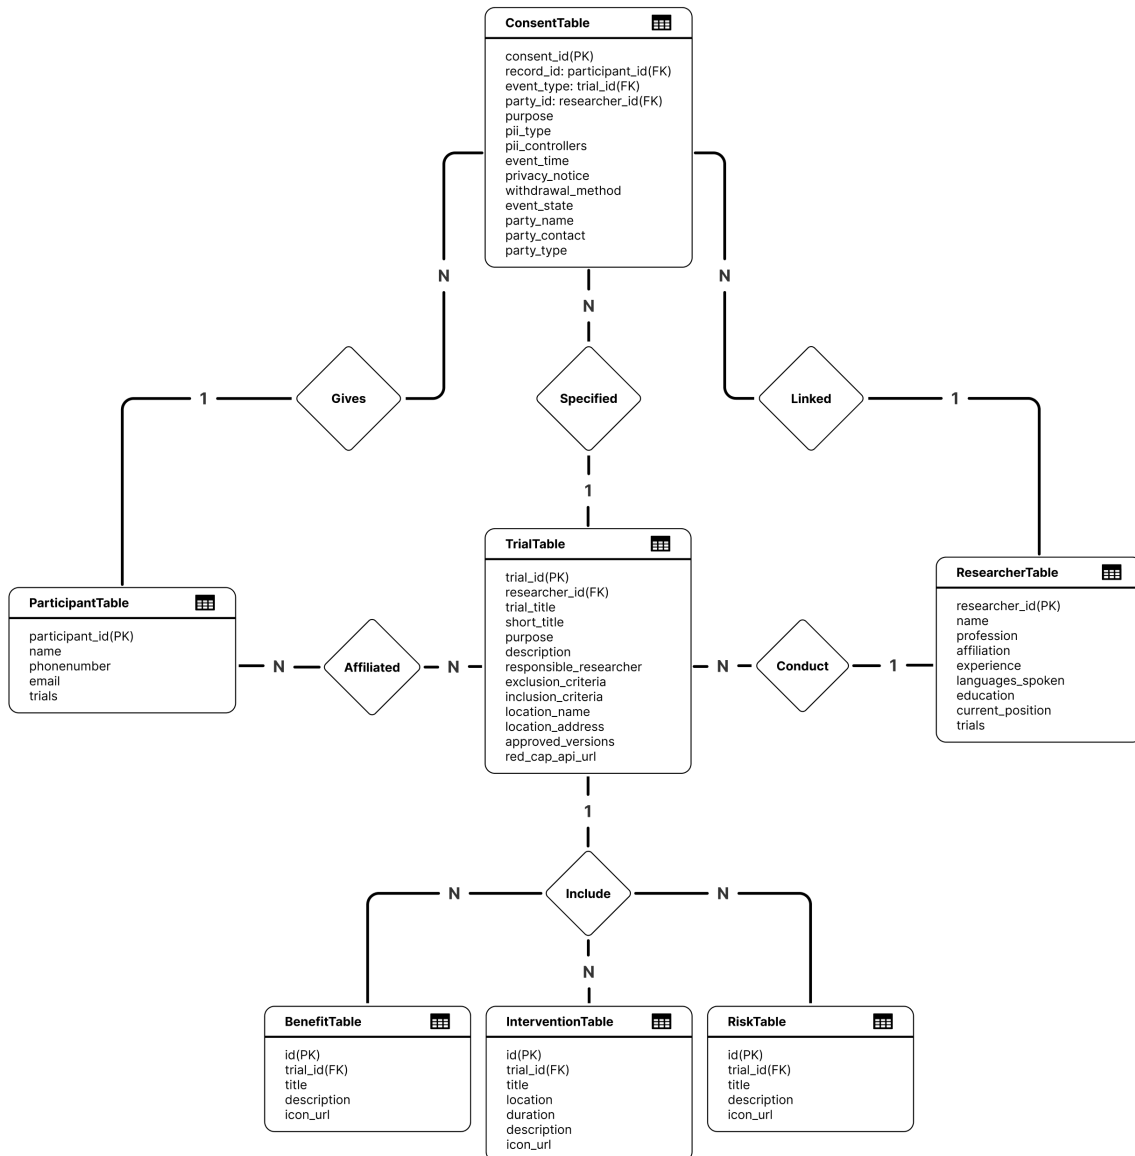 ConsentTable
consent_id(PK)
record_id: participant_id(FK)
event_type: trial_id(FK)
party_id: researcher_id(FK)
purpose
pii_type
pii_controllers
event_time
privacy_notice
withdrawal_method
event_state
party_name
party_contact
party_type
N
N
N
Gives
Specified
Linked
1
1
1
TrialTable
trial_id(PK)
researcher_id(FK)
trial_title
short_title
purpose
description
responsible_researcher
exclusion_criteria
inclusion_criteria
location_name
location_address
approved_versions
red_cap_api_url
ParticipantTable
participant_id(PK)
name
phonenumber
email
trials
N
Affiliated
N
N
Conduct
1
ResearcherTable
researcher_id(PK)
name
profession
affiliation
experience
languages_spoken
education
current_position
trials
1
Include
N
N
N
BenefitTable
id(PK)
trial_id(FK)
title
description
icon_url
InterventionTable
id(PK)
trial_id(FK)
title
location
duration
description
icon_url
RiskTable
id(PK)
trial_id(FK)
title
description
icon_url